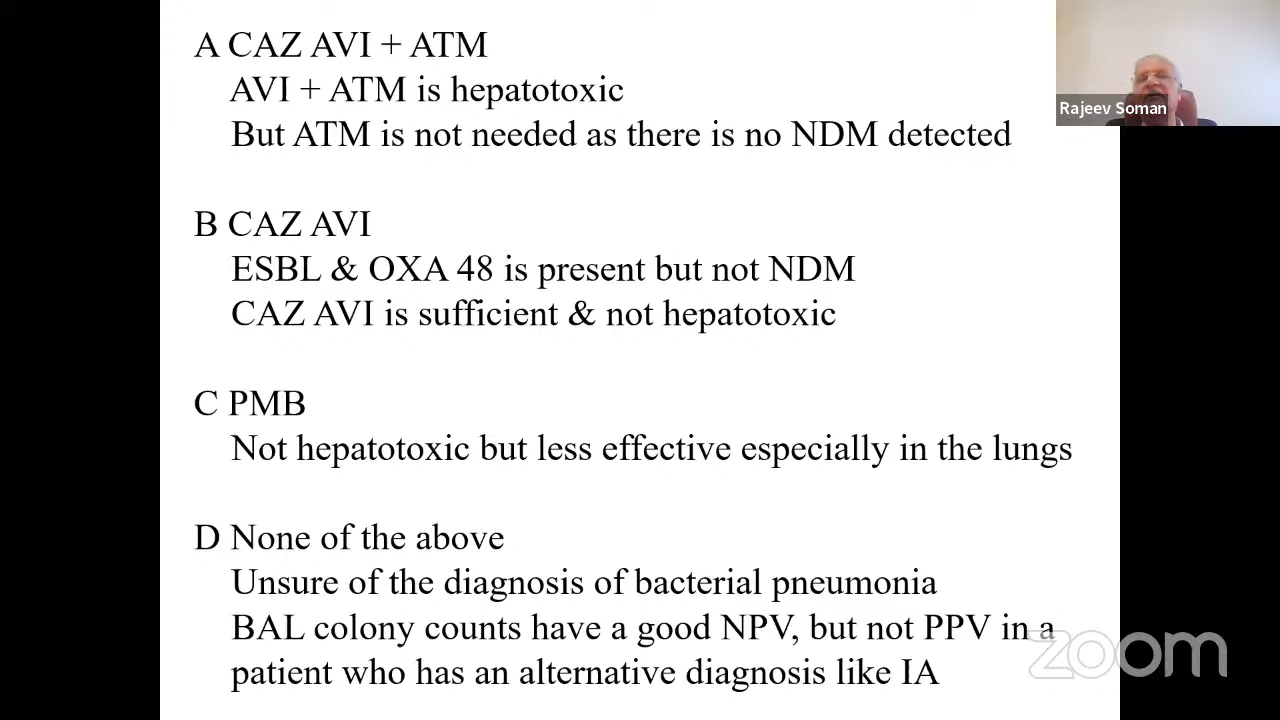 A CAZ AVI + ATM
AVI + ATM is hepatotoxic
But ATM is not needed as there is no NDM detected
Rajeev Soman
B CAZ AVI
ESBL & OXA 48 is present but not NDM
CAZ AVI is sufficient & not hepatotoxic
C PMB
Not hepatotoxic but less effective especially in the lungs
D None of the above
Unsure of the diagnosis of bacterial pneumonia
BAL colony counts have a good NPV, but not PPV in a
patient who has an alternative diagnosis like IA
zoom